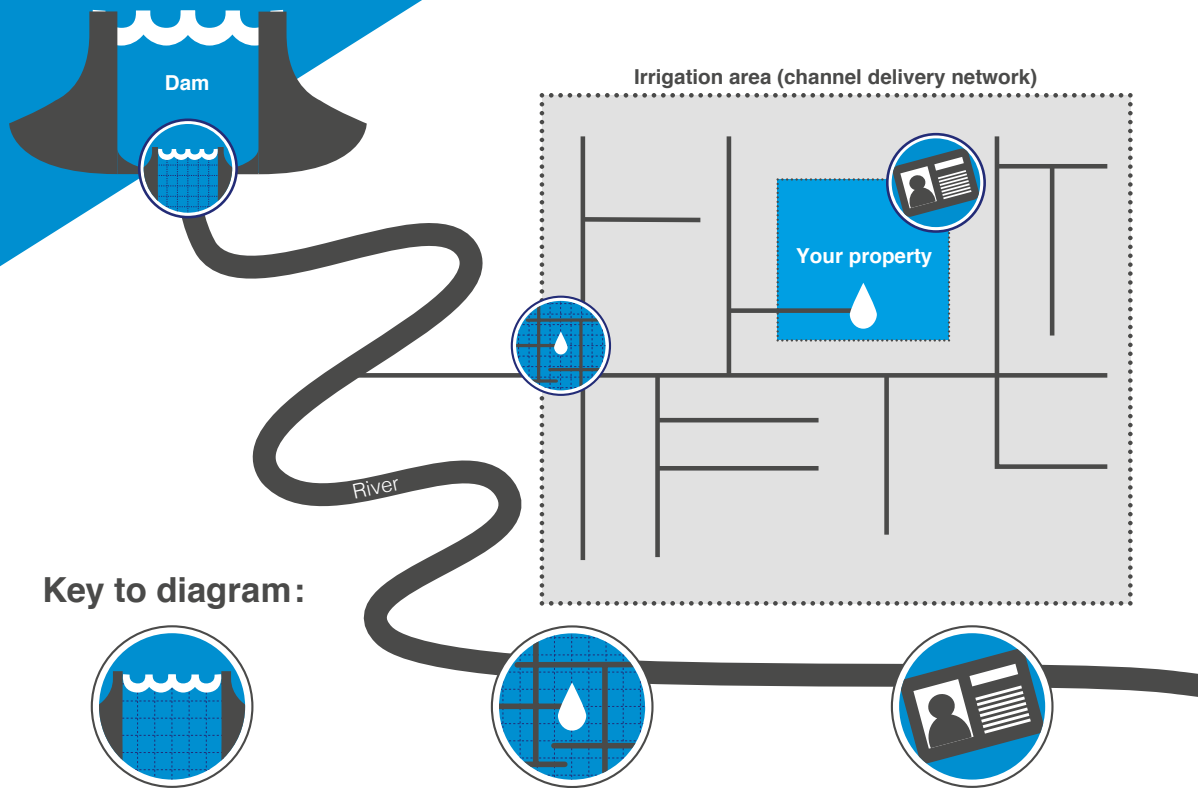 Dam
Irrigation area (channel delivery network)
Your property
River
Key to diagram: